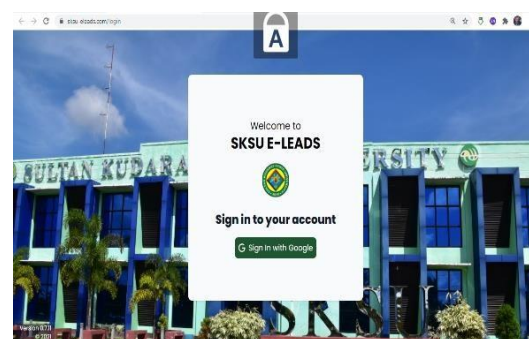 sksu.eleads.com/login
A
Welcome to
SKSU E-LEADS
Sign in to your account
G Sign In with Google
SULTAN KUDARA
ERSITY
SKSU
© 2021